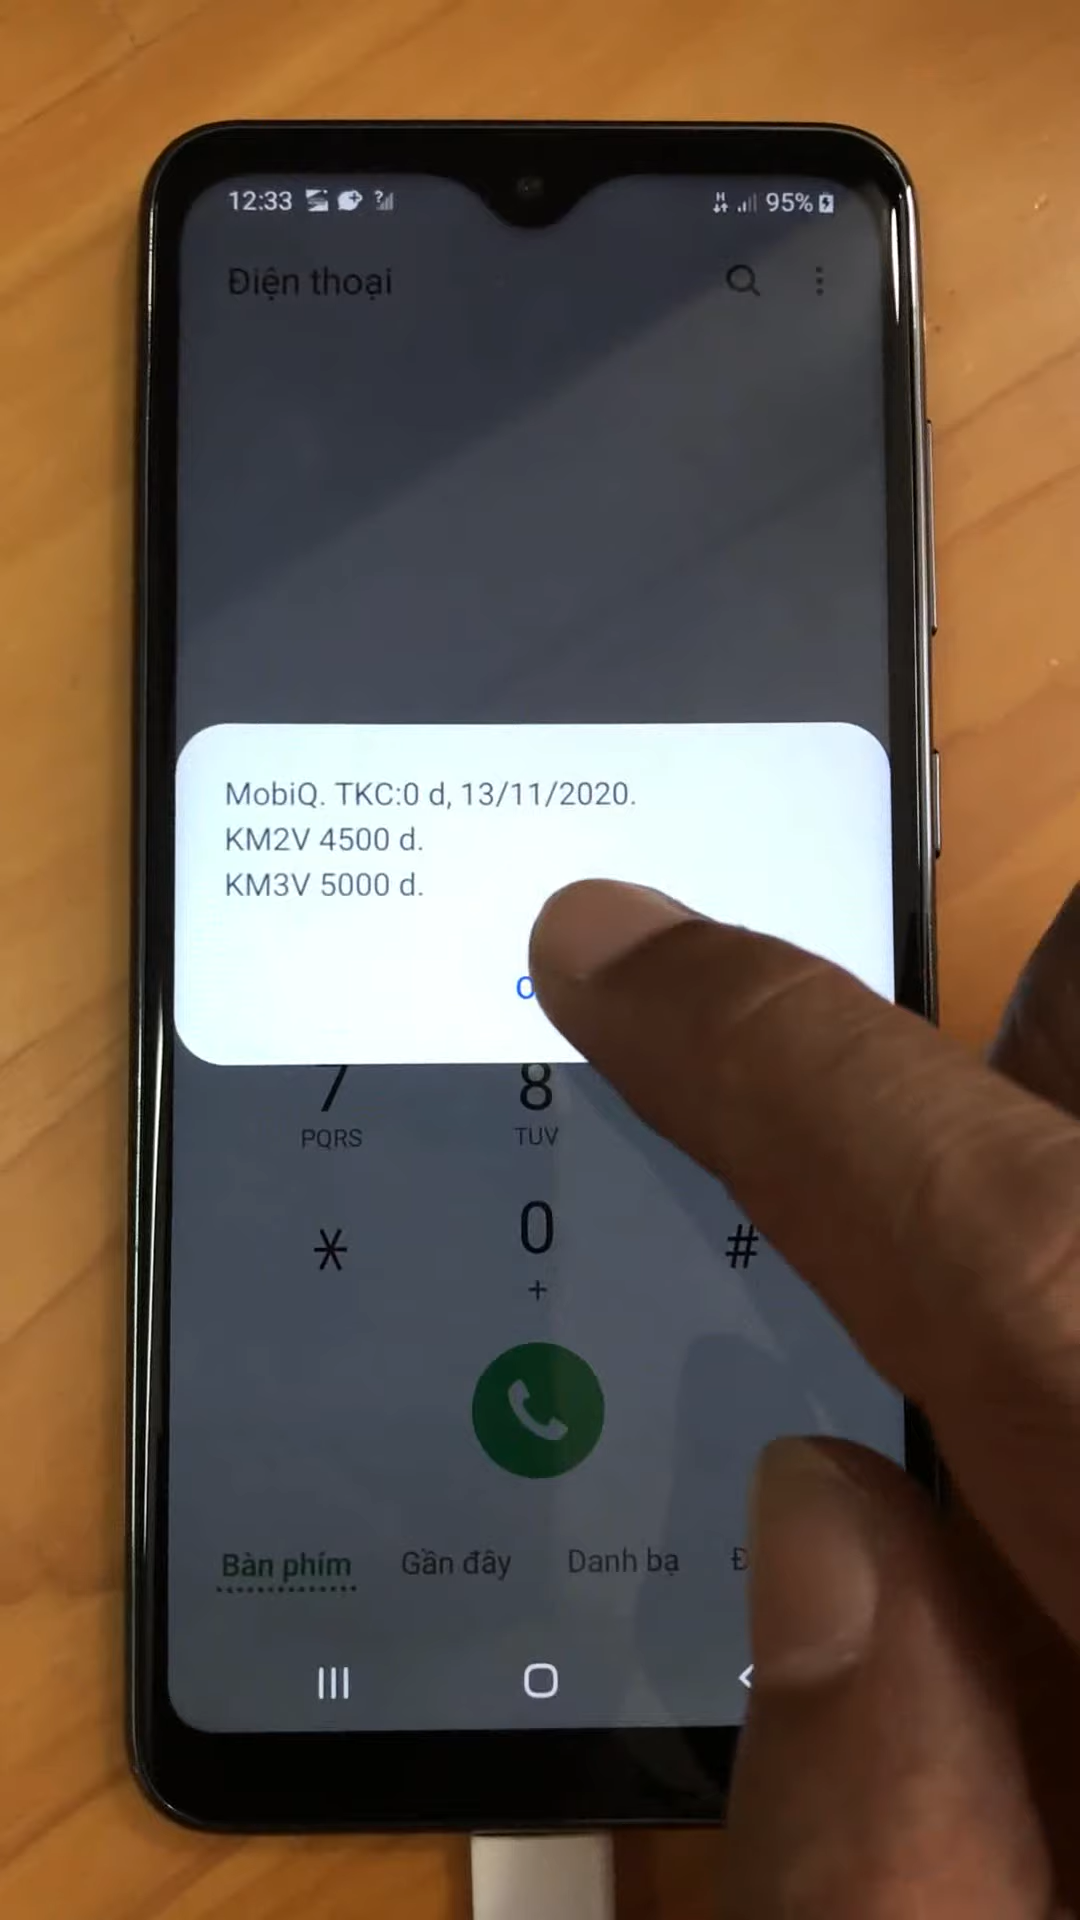 12:33
95%
Điện thoại
MobiQ. TKC:0 d, 13/11/2020.
KM2V 4500 d.
KM3V 5000 d.
7 8
PQRS TUV
* 0 #
+
Bàn phím Gần đây Danh bạ